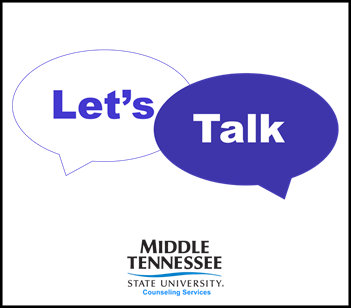 Let's
Talk
MIDDLE
TENNESSEE
STATE UNIVERSITY.
Counseling Services